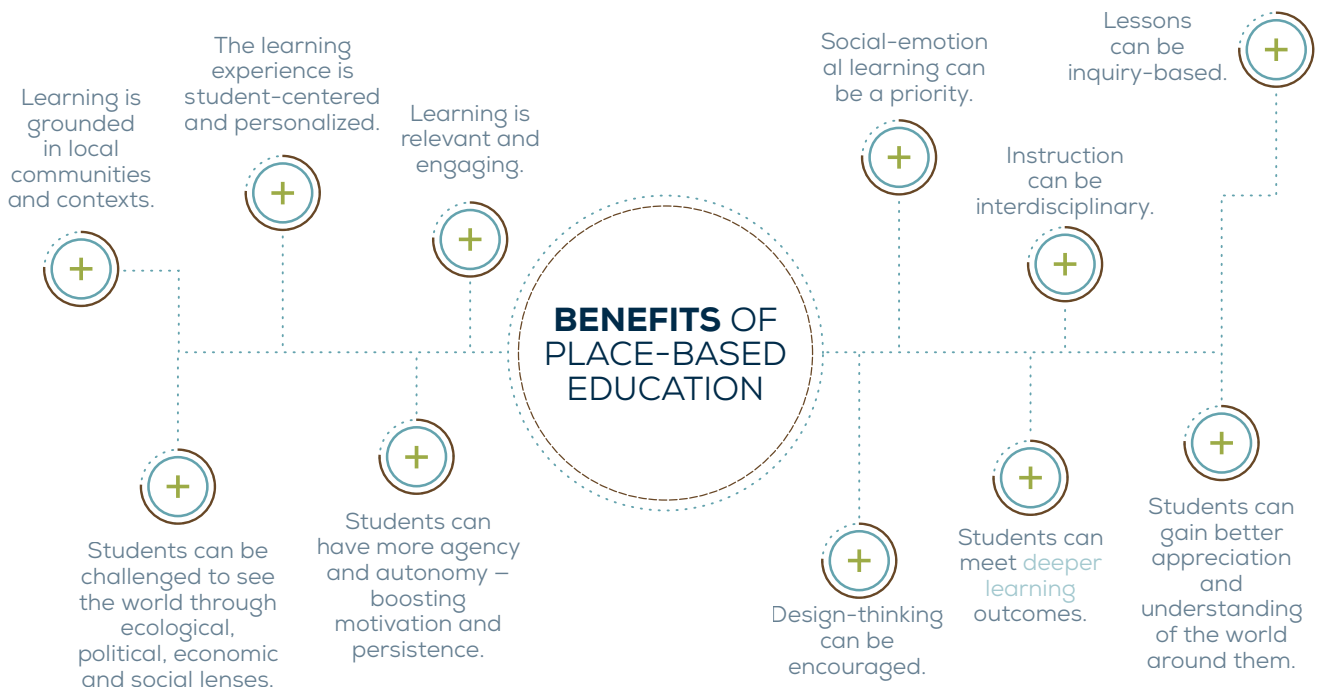 Learning is
grounded
in local
communities
and contexts.
The learning
experience is
student-centered
and personalized.
Learning is
relevant and
engaging.
Social-emotion
al learning can
be a priority.
Instruction
can be
interdisciplinary.
Lessons
can be
inquiry-based.
BENEFITS OF
PLACE-BASED
EDUCATION
Students can be
challenged to see
the world through
ecological,
political, economic
and social lenses.
Students can
have more agency
and autonomy –
boosting
motivation and
persistence.
Design-thinking
can be
encouraged.
Students can
meet deeper
learning
outcomes.
Students can
gain better
appreciation
and
understanding
of the world
around them.